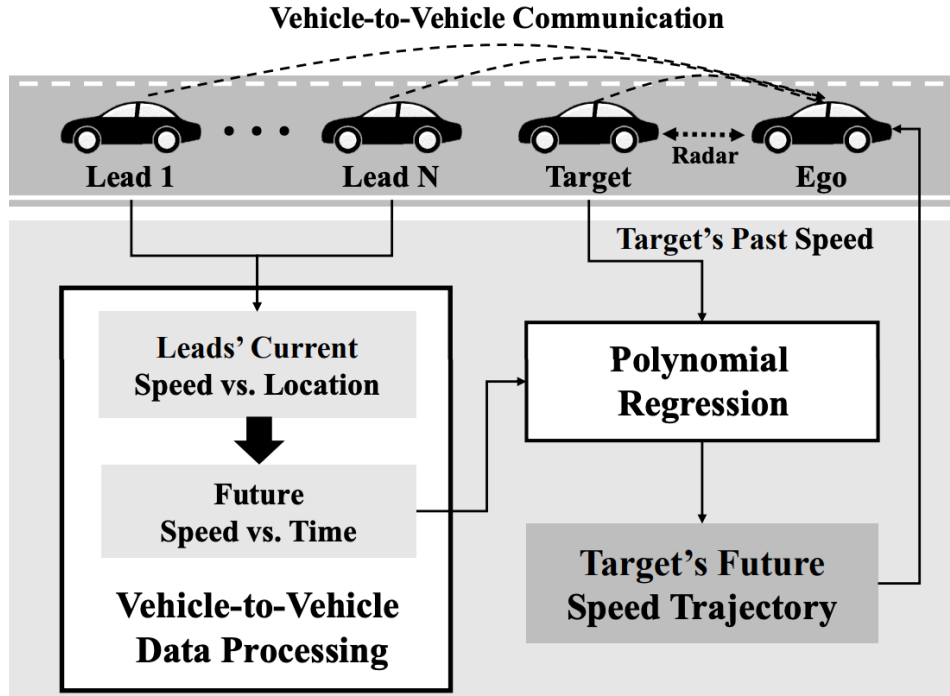 Vehicle-to-Vehicle Communication
Radar
Lead 1
Lead N
Target
Ego
Target's Past Speed
Leads' Current
Speed vs. Location
Future
Speed vs. Time
Vehicle-to-Vehicle
Data Processing
Polynomial
Regression
Target's Future
Speed Trajectory